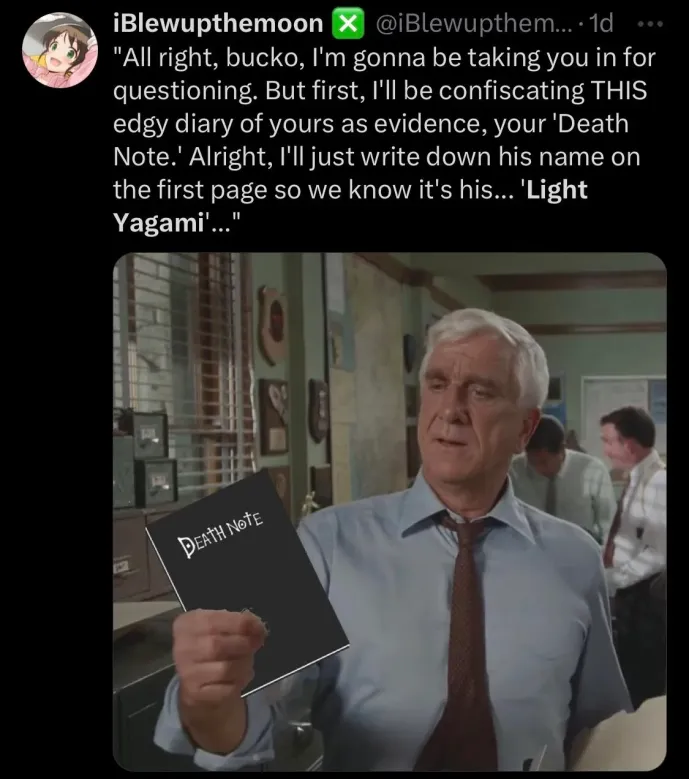 iBlewupthemoon ❎ @iBlewupthem... · 1d
"All right, bucko, I'm gonna be taking you in for
questioning. But first, I'll be confiscating THIS
edgy diary of yours as evidence, your 'Death
Note.' Alright, I'll just write down his name on
the first page so we know it's his... 'Light
Yagami'..."
DEATH NOTE